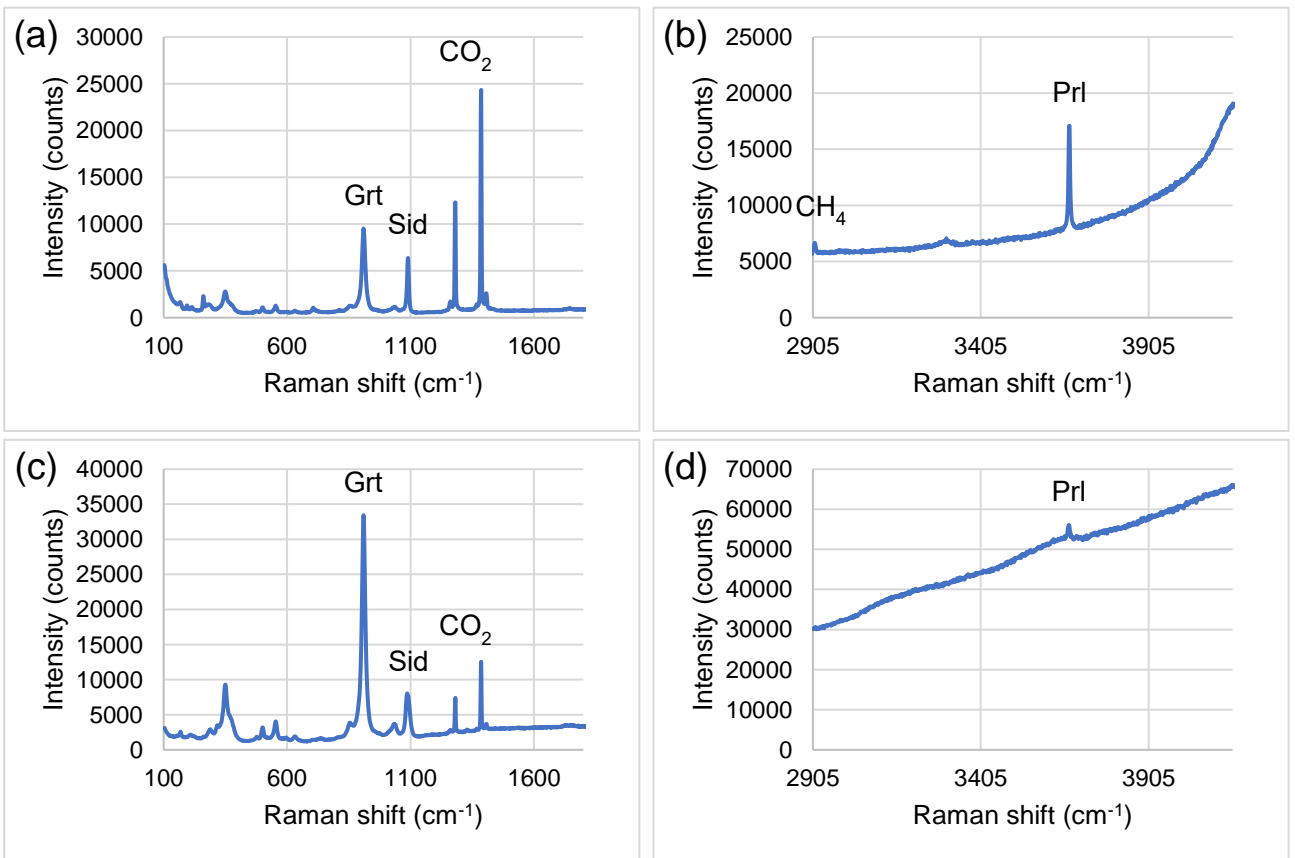 (a)
Intensity (counts)
30000
25000
20000
15000
10000
5000
0
CO2
Grt
Sid
100 600 1100 1600
Raman shift (cm-1)
(b)
Intensity (counts)
25000
20000
15000
10000
5000
0
Prl
CH4
2905 3405 3905
Raman shift (cm-1)
(c)
Intensity (counts)
40000
35000
30000
25000
20000
15000
10000
5000
0
Grt
CO2
Sid
100 600 1100 1600
Raman shift (cm-1)
(d)
Intensity (counts)
70000
60000
50000
40000
30000
20000
10000
0
Prl
2905 3405 3905
Raman shift (cm-1)